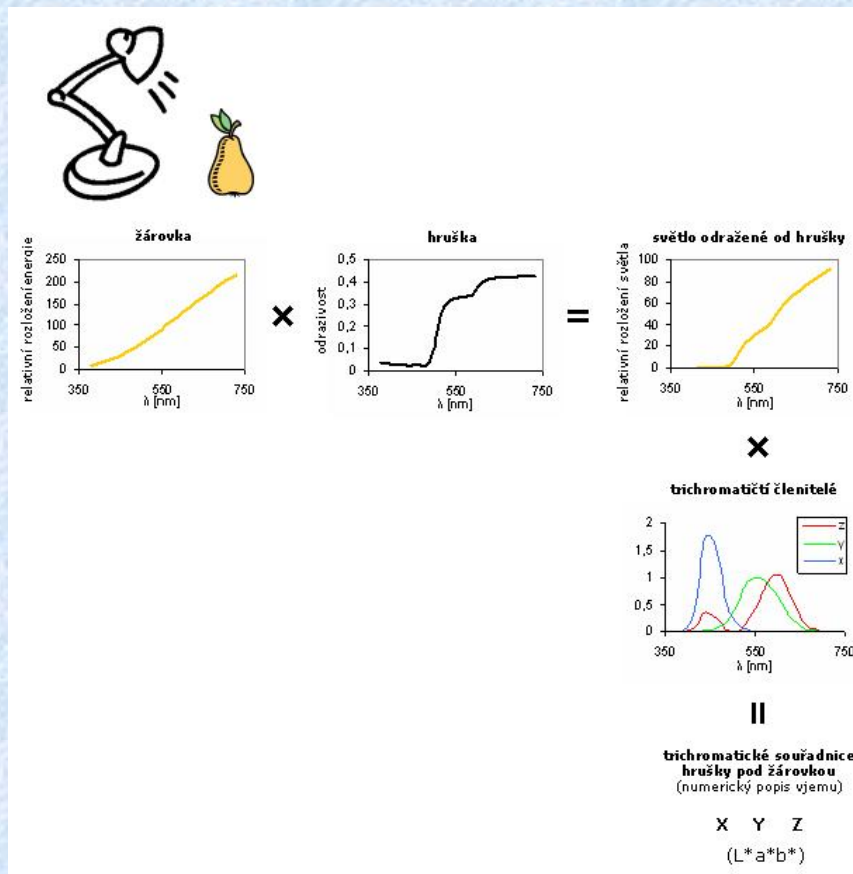 žárovka
relativní rozložení energie
250
200
150
100
50
0
350 550 750
λ [nm]
×
hruška
odrazivost
0,5
0,4
0,3
0,2
0,1
0
350 550 750
λ [nm]
=
světlo odražené od hrušky
relativní rozložení světla
100
80
60
40
20
0
350 550 750
λ [nm]
×
trichromatičtí členitelé
2
1,5
1
0,5
0
350 550 750
λ [nm]
z
y
x
=
trichromatické souřadnice
hrušky pod žárovkou
(numerický popis vjemu)
X Y Z
(L*a*b*)